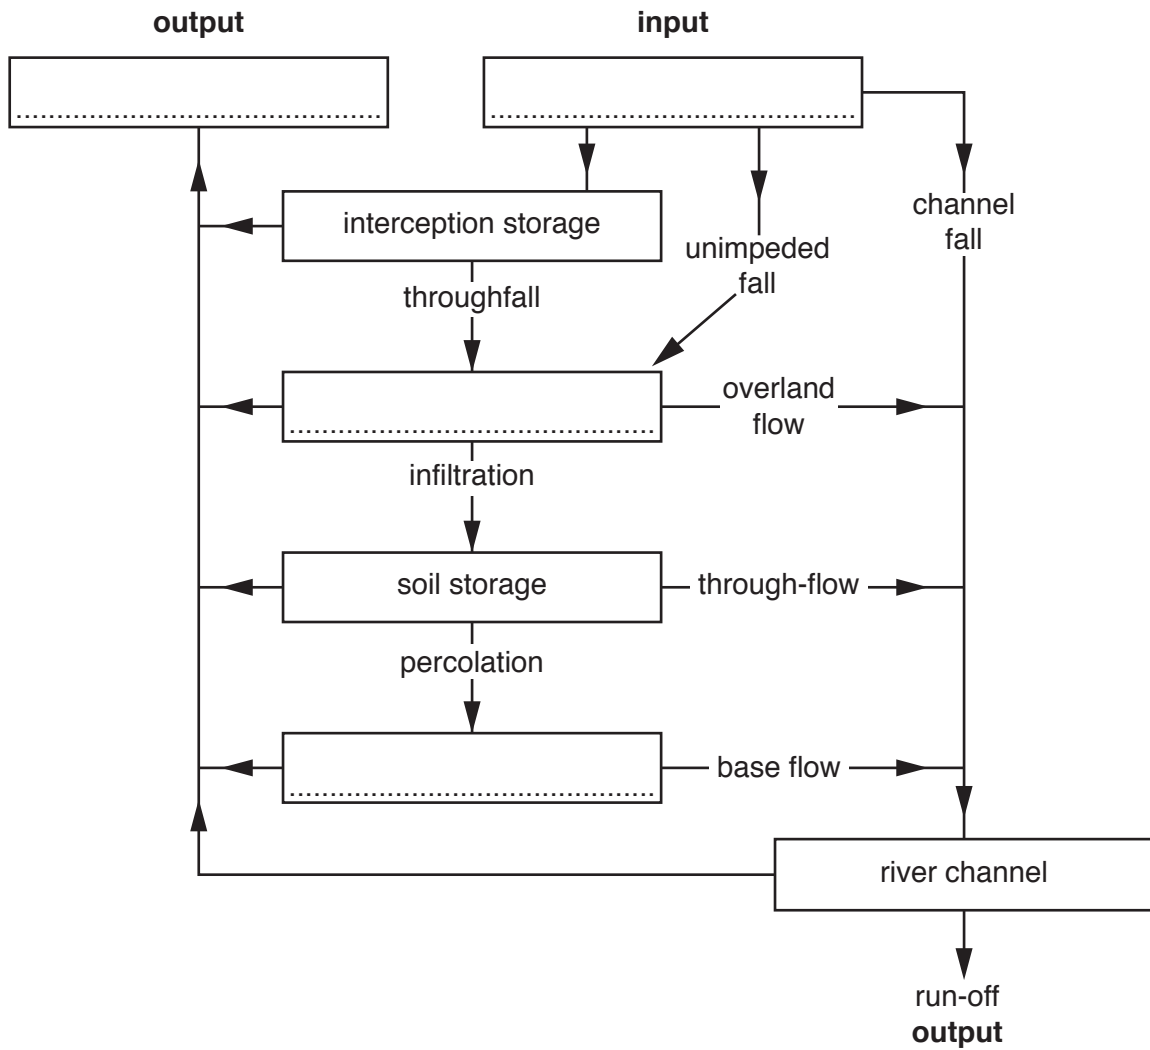 output
input
interception storage
channel
fall
unimpeded
fall
throughfall
overland
flow
infiltration
soil storage
through-flow
percolation
base flow
river channel
run-off
output